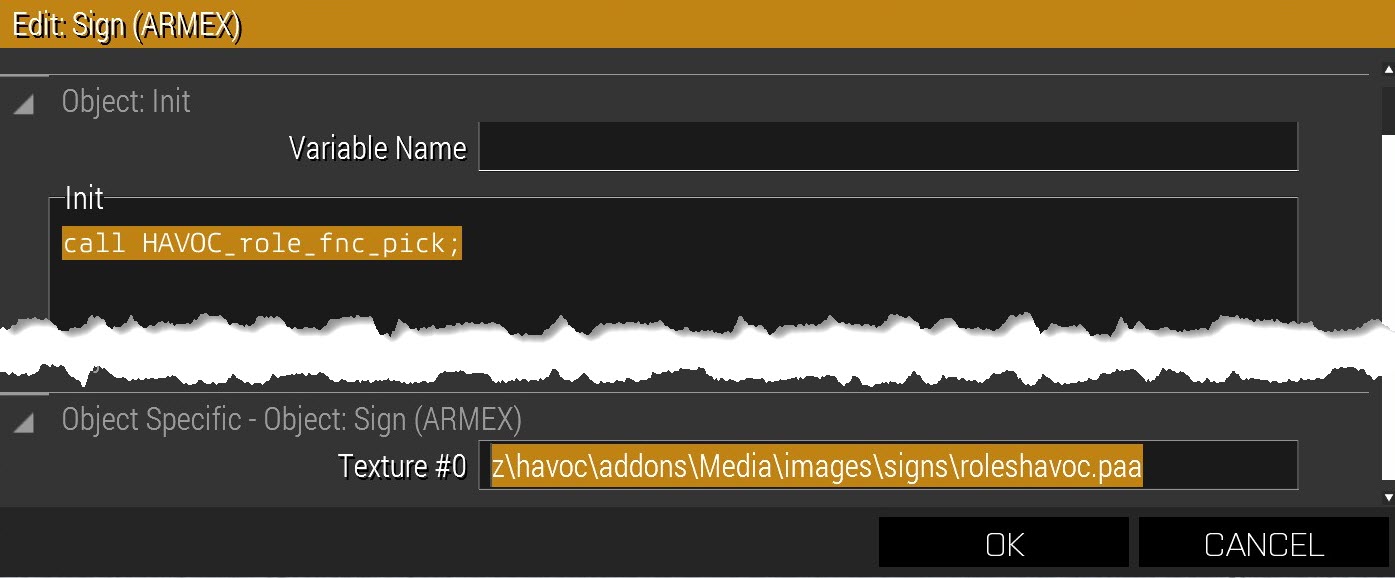 Edit: Sign (ARMEX)
Object: Init
Variable Name
Init
call HAVOC_role_fnc_pick;
Object Specific - Object: Sign (ARMEX)
Texture #0 z\havoc\addons\Media\images\signs\roleshavoc.paa
OK CANCEL